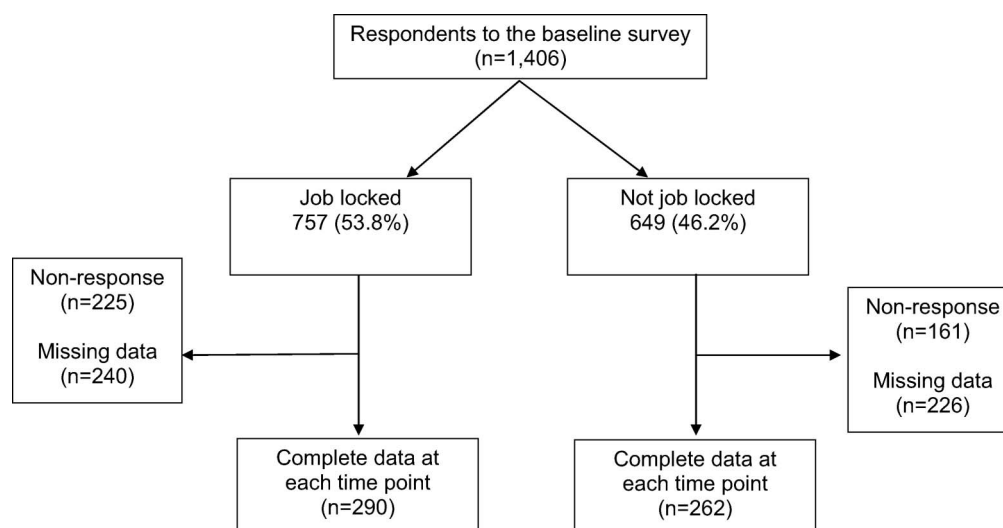 Respondents to the baseline survey
(n=1,406)
Job locked
757 (53.8%)
Not job locked
649 (46.2%)
Non-response
(n=225)
Missing data
(n=240)
Non-response
(n=161)
Missing data
(n=226)
Complete data at
each time point
(n=290)
Complete data at
each time point
(n=262)